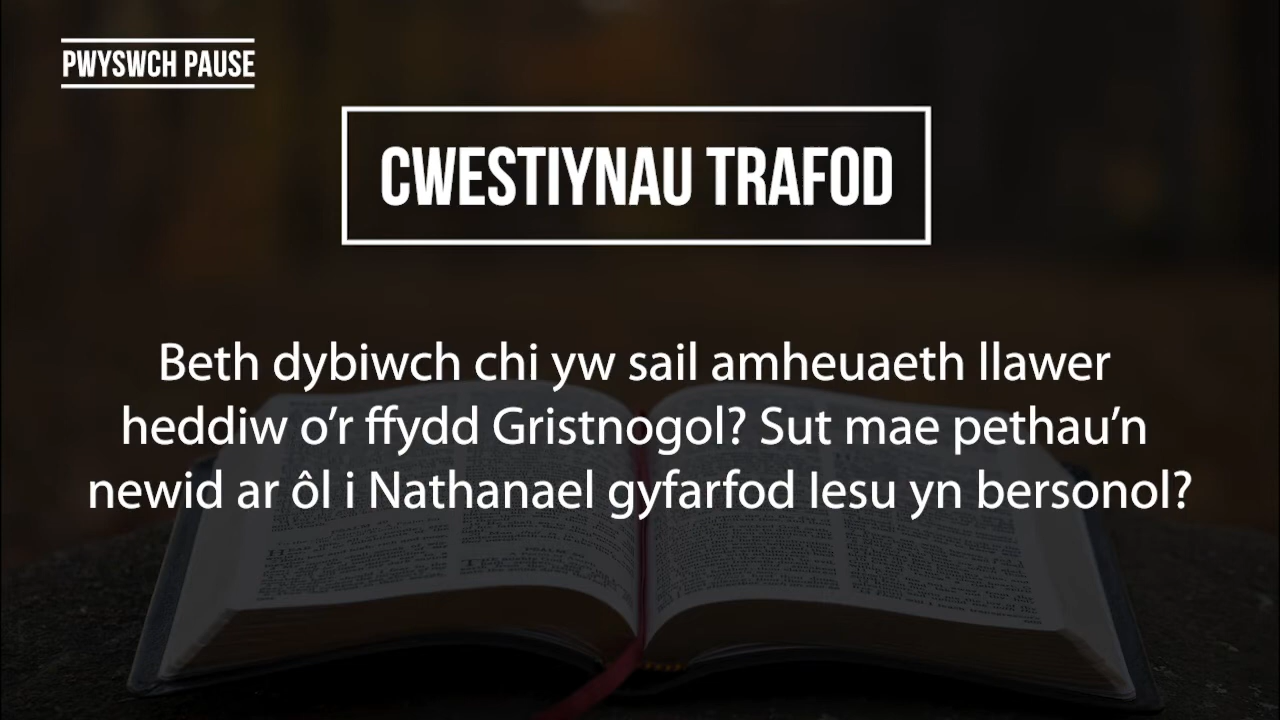 PWYSWCH PAUSE
CWESTIYNAU TRAFOD
Beth dybiwch chi yw sail amheuaeth llawer
heddiw o'r ffydd Gristnogol? Sut mae pethau'n
newid ar ôl i Nathanael gyfarfod Iesu yn bersonol?